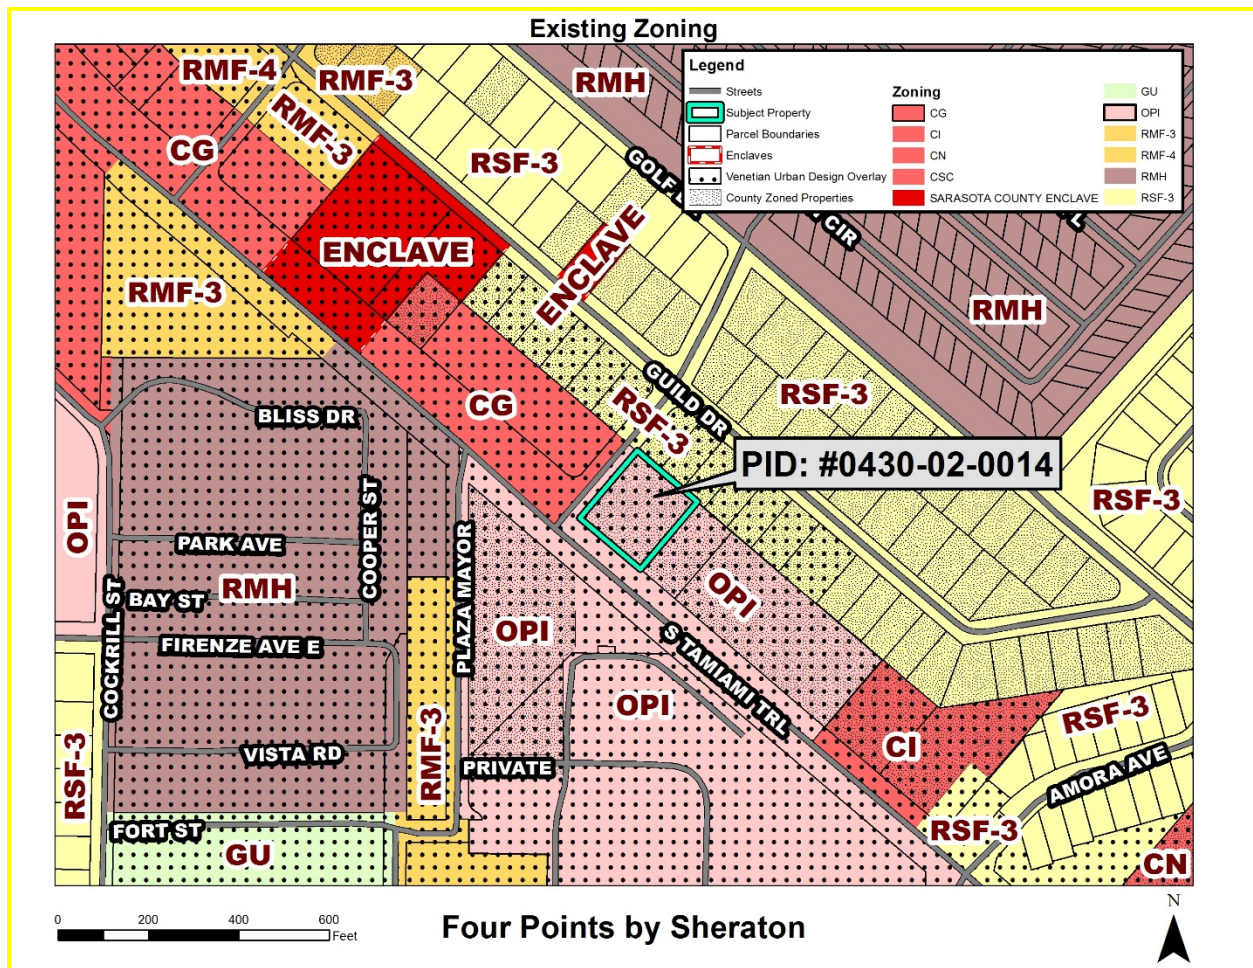 Existing Zoning
RMF-4
RMF-3
RMH
RMF-3
CG
RSF-3
GOLF
CIR
L
Legend
Streets
Subject Property
Parcel Boundaries
Enclaves
Venetian Urban Design Overlay
County Zoned Properties
Zoning
CG
CI
CN
CSC
SARASOTA COUNTY ENCLAVE
GU
OPI
RMF-3
RMF-4
RMH
RSF-3
ENCLAVE
ENCLAVE
RMF-3
RMH
CG
GUILD DR
RSF-3
RSF-3
BLISS DR
PID: #0430-02-0014
RSF-3
OPI
PARK AVE
COOPER ST
BAY ST
RMH
COCKRILL ST
FIRENZE AVE E
PLAZA MAYOR
OPI
OPI
S TAMIAMI TRL
OPI
RSF-3
VISTA RD
RMF-3
PRIVATE
CI
RSF-3
AMORA AVE
FORT ST
GU
RSF-3
CN
0 200 400 600
Feet
Four Points by Sheraton
N